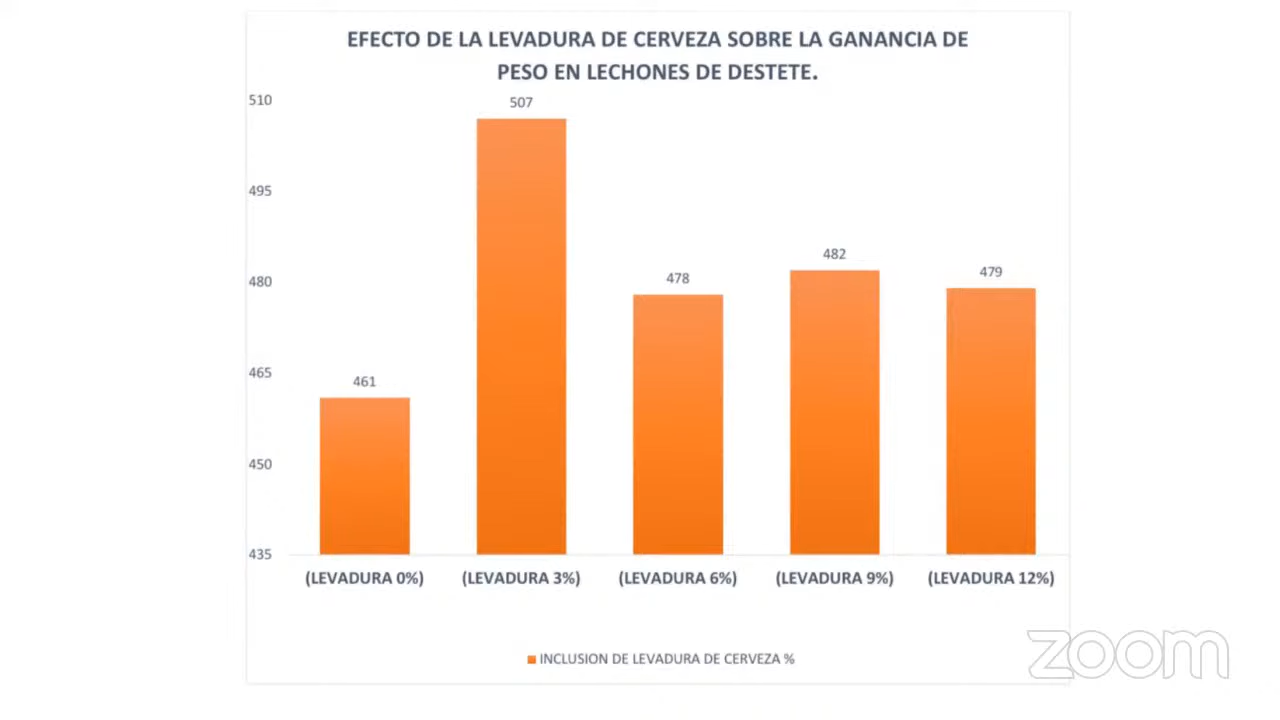 EFECTO DE LA LEVADURA DE CERVEZA SOBRE LA GANANCIA DE
PESO EN LECHONES DE DESTETE.
510
495
480
465
450
435
461
507
478
482
479
(LEVADURA 0%)
(LEVADURA 3%)
(LEVADURA 6%)
(LEVADURA 9%)
(LEVADURA 12%)
INCLUSION DE LEVADURA DE CERVEZA %
zoom